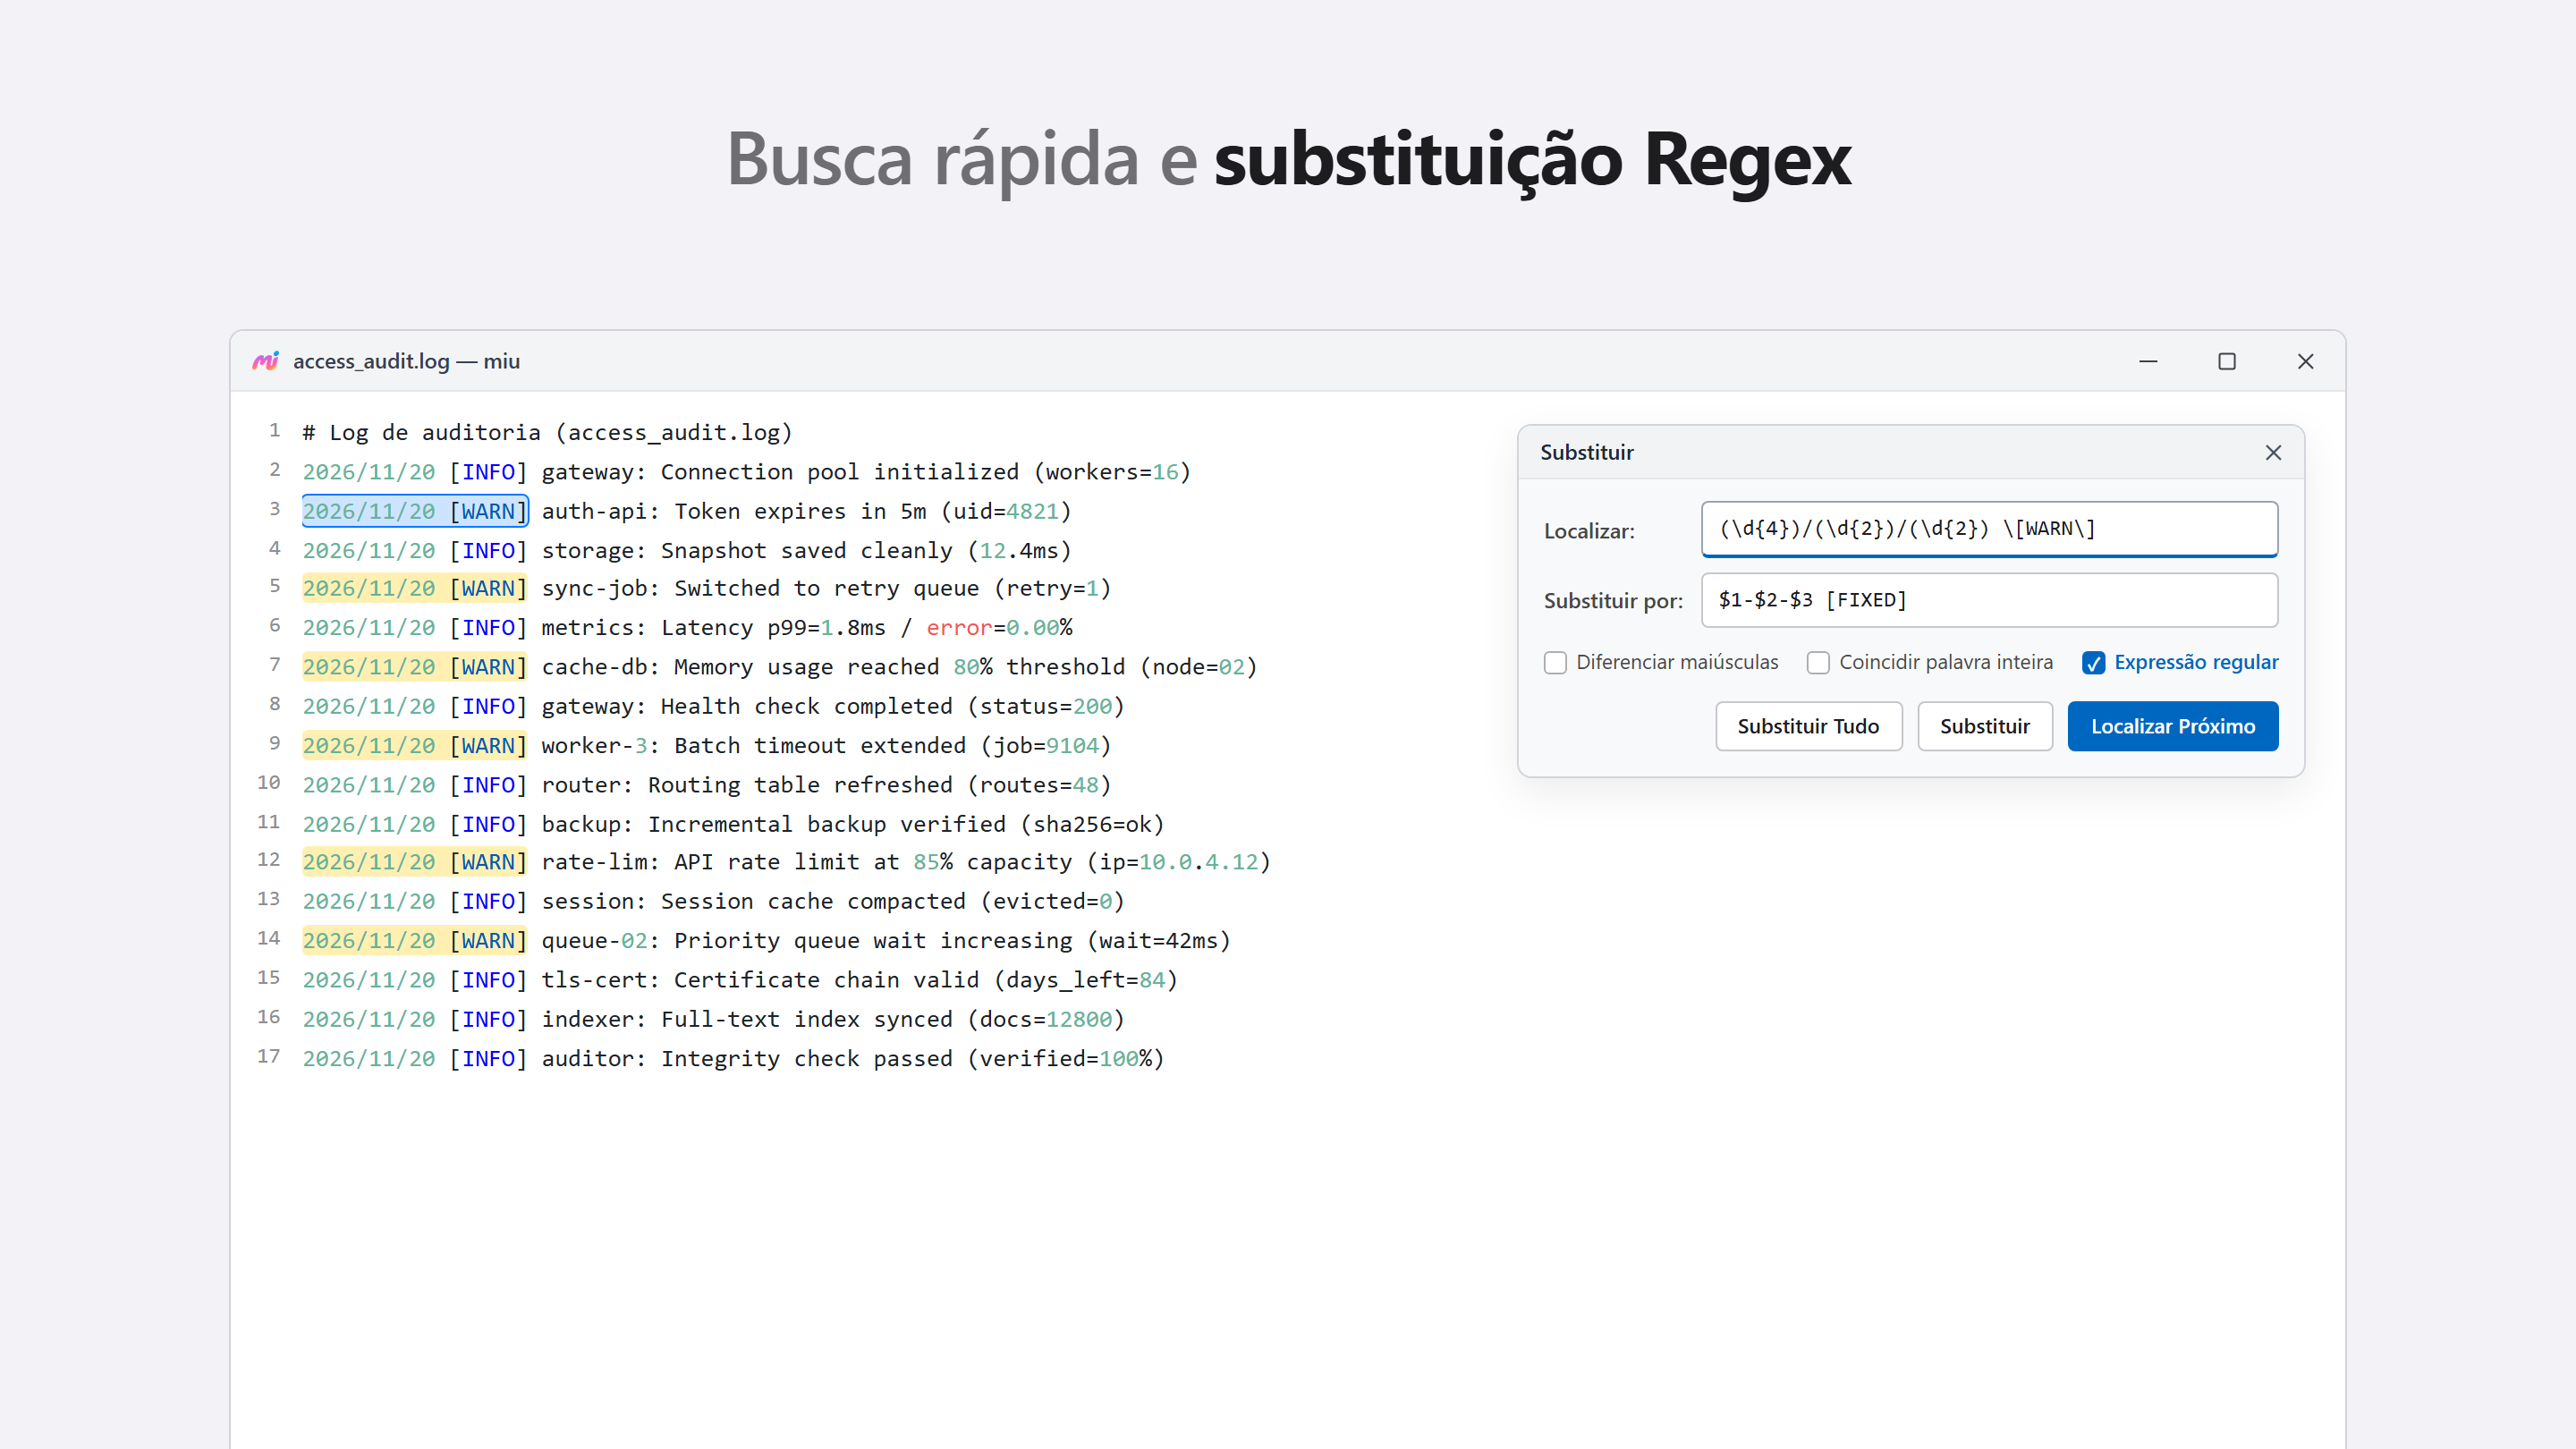 Busca rápida e substituição Regex
mi access_audit.log — miu
1 # Log de auditoria (access_audit.log)
2 2026/11/20 [INFO] gateway: Connection pool initialized (workers=16)
3 2026/11/20 [WARN] auth-api: Token expires in 5m (uid=4821)
4 2026/11/20 [INFO] storage: Snapshot saved cleanly (12.4ms)
5 2026/11/20 [WARN] sync-job: Switched to retry queue (retry=1)
6 2026/11/20 [INFO] metrics: Latency p99=1.8ms / error=0.00%
7 2026/11/20 [WARN] cache-db: Memory usage reached 80% threshold (node=02)
8 2026/11/20 [INFO] gateway: Health check completed (status=200)
9 2026/11/20 [WARN] worker-3: Batch timeout extended (job=9104)
10 2026/11/20 [INFO] router: Routing table refreshed (routes=48)
11 2026/11/20 [INFO] backup: Incremental backup verified (sha256=ok)
12 2026/11/20 [WARN] rate-lim: API rate limit at 85% capacity (ip=10.0.4.12)
13 2026/11/20 [INFO] session: Session cache compacted (evicted=0)
14 2026/11/20 [WARN] queue-02: Priority queue wait increasing (wait=42ms)
15 2026/11/20 [INFO] tls-cert: Certificate chain valid (days_left=84)
16 2026/11/20 [INFO] indexer: Full-text index synced (docs=12800)
17 2026/11/20 [INFO] auditor: Integrity check passed (verified=100%)
Substituir
Localizar: (\d{4})/(\d{2})/(\d{2}) \[WARN\]
Substituir por: $1-$2-$3 [FIXED]
Diferenciar maiúsculas Coincidir palavra inteira Expressão regular
Substituir Tudo Substituir Localizar Próximo